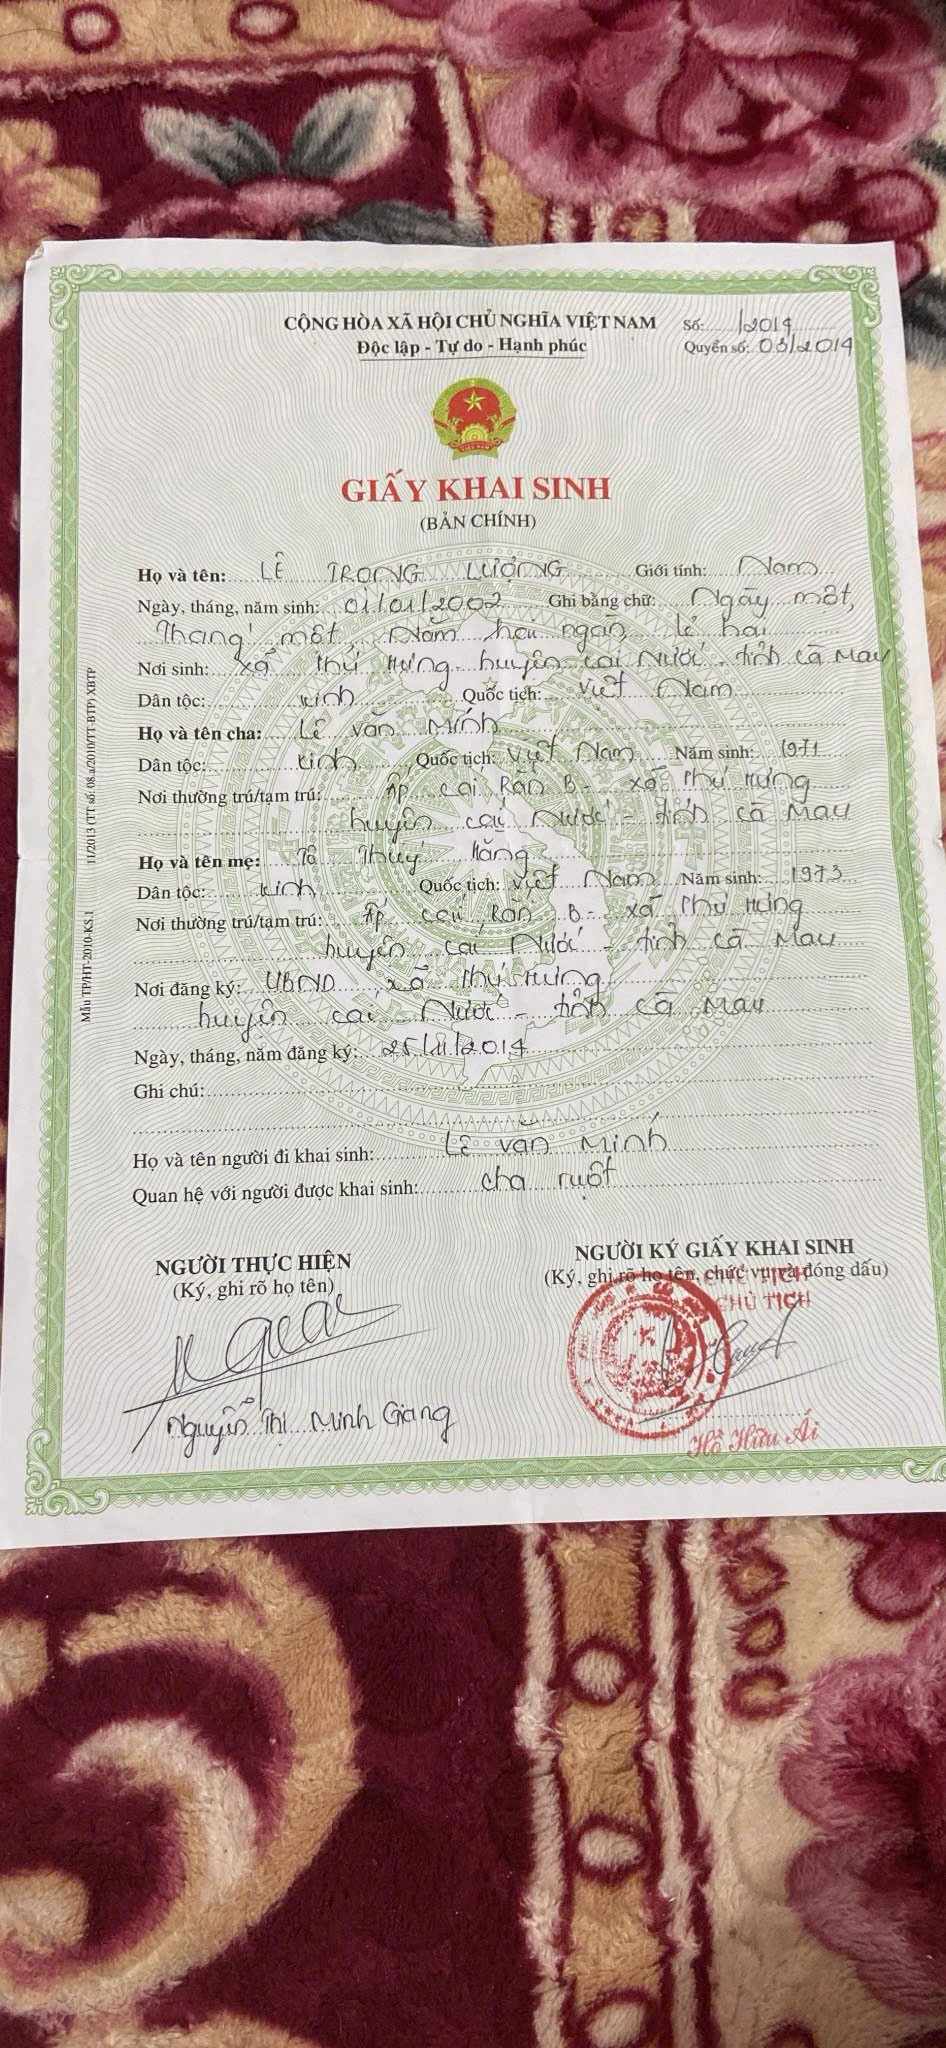 CỘNG HÒA XÃ HỘI CHỦ NGHĨA VIỆT NAM
Độc lập - Tự do - Hạnh phúc
Số: /2014
Quyển số: 03/2014
GIẤY KHAI SINH
(BẢN CHÍNH)
Họ và tên: LÊ TRỌNG LƯỢNG Giới tính: Nam
Ngày, tháng, năm sinh: 01/01/2002 Ghi bằng chữ: Ngày một,
Tháng một Năm hai ngàn lẻ hai
Nơi sinh: xã Phú Hưng - huyện Cái Nước - tỉnh Cà Mau
Dân tộc: Kinh Quốc tịch: Việt Nam
Họ và tên cha: Lê Văn Minh
Dân tộc: Kinh Quốc tịch: Việt Nam Năm sinh: 1971
Nơi thường trú/tạm trú: Ấp Cái Rắn B - xã Phú Hưng
huyện Cái Nước - tỉnh Cà Mau
Họ và tên mẹ: Tô Thuý Hằng
Dân tộc: Kinh Quốc tịch: Việt Nam Năm sinh: 1973
Nơi thường trú/tạm trú: Ấp Cái Rắn B - xã Phú Hưng
huyện Cái Nước - tỉnh Cà Mau
Nơi đăng ký: UBND xã Phú Hưng
huyện Cái Nước - tỉnh Cà Mau
Ngày, tháng, năm đăng ký: 25/11/2014
Ghi chú:
Họ và tên người đi khai sinh: Lê Văn Minh
Quan hệ với người được khai sinh: cha ruột
NGƯỜI THỰC HIỆN
(Ký, ghi rõ họ tên)
Nguyễn Thị Minh Giang
NGƯỜI KÝ GIẤY KHAI SINH
(Ký, ghi rõ họ tên, chức vụ và đóng dấu)
CHỦ TỊCH
Hồ Hữu Ái
Mẫu TP/HT-2010-KS.1 11/2013 (TT số: 08.a/2010/TT-BTP) XBTP